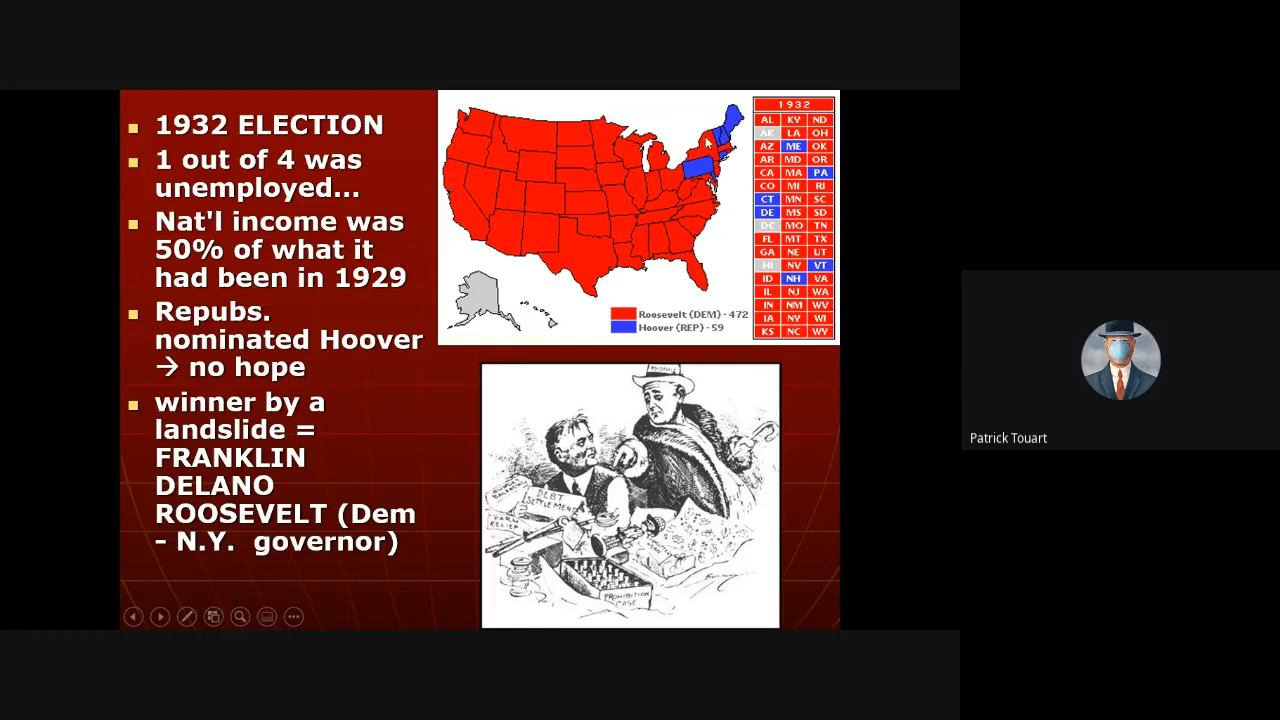 1932 ELECTION
1 out of 4 was
unemployed...
Nat'l income was
50% of what it
had been in 1929
Repubs.
nominated Hoover
→ no hope
winner by a
landslide =
FRANKLIN
DELANO
ROOSEVELT (Dem
- N.Y. governor)
Roosevelt (DEM) - 472
Hoover (REP) - 59
1932
AL KY ND
AK LA OH
AZ ME OK
AR MD OR
CA MA PA
CO MI RI
CT MN SC
DE MS SD
DC MO TN
FL MT TX
GA NE UT
HI NV VT
ID NH VA
IL NJ WA
IN NM WV
IA NY WI
KS NC WY
DEBT
SETTLEMENT
FARM
RELIEF
PROHIBITION
CASE
Patrick Touart